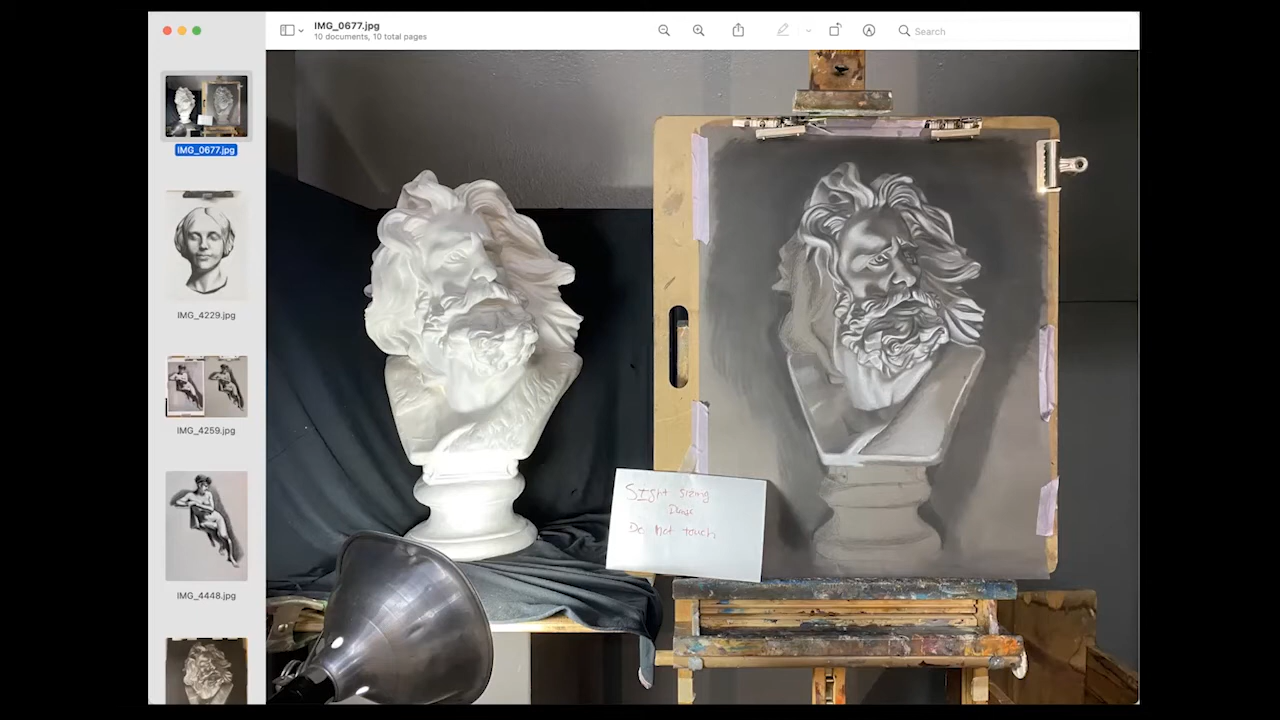 IMG_0677.jpg
10 documents, 10 total pages
Search
IMG_0677.jpg
IMG_4229.jpg
IMG_4259.jpg
IMG_4448.jpg
Sight sizing
Do Not touch